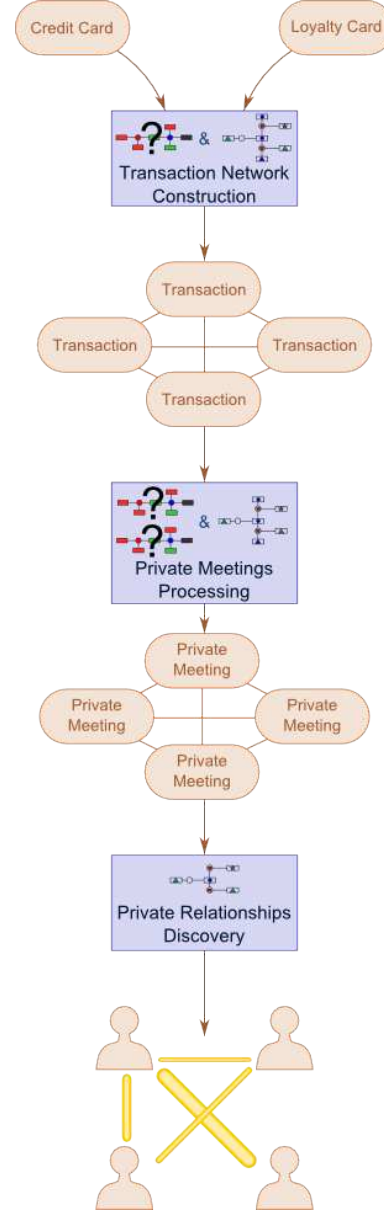 Credit Card
Loyalty Card
? &
Transaction Network
Construction
Transaction
Transaction
Transaction
Transaction
?
? &
Private Meetings
Processing
Private
Meeting
Private
Meeting
Private
Meeting
Private
Meeting
Private Relationships
Discovery